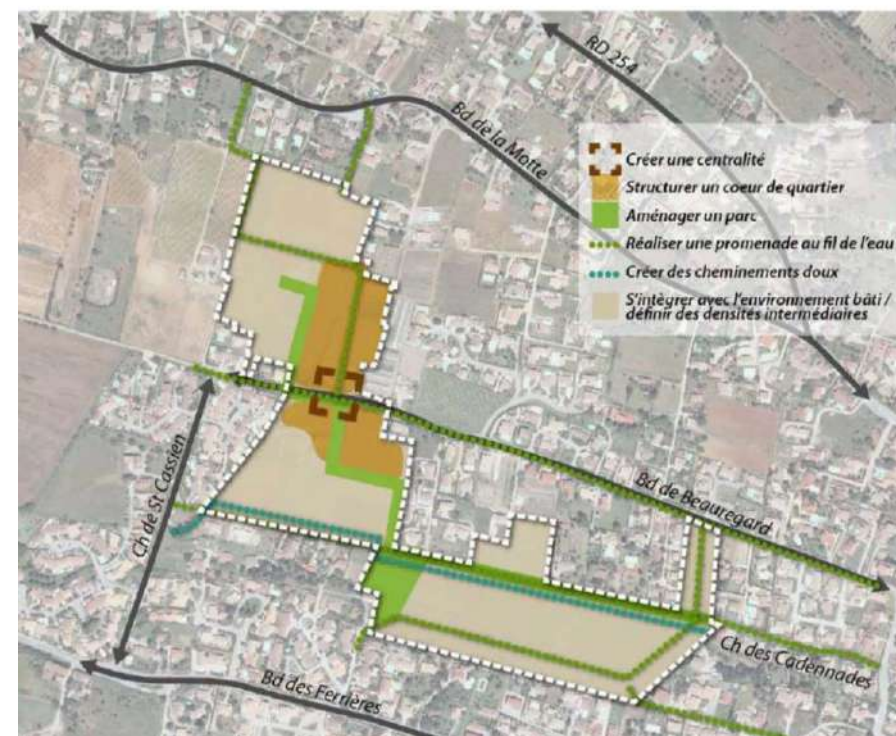 RD 254
Bd de la Motte
Créer une centralité
Structurer un coeur de quartier
Aménager un parc
Réaliser une promenade au fil de l'eau
Créer des cheminements doux
S'intègrer avec l'environnement bâti /
définir des densités intermédiaires
Ch de St Cassien
Bd de Beauregard
Ch des Cadennades
Bd des Ferrières